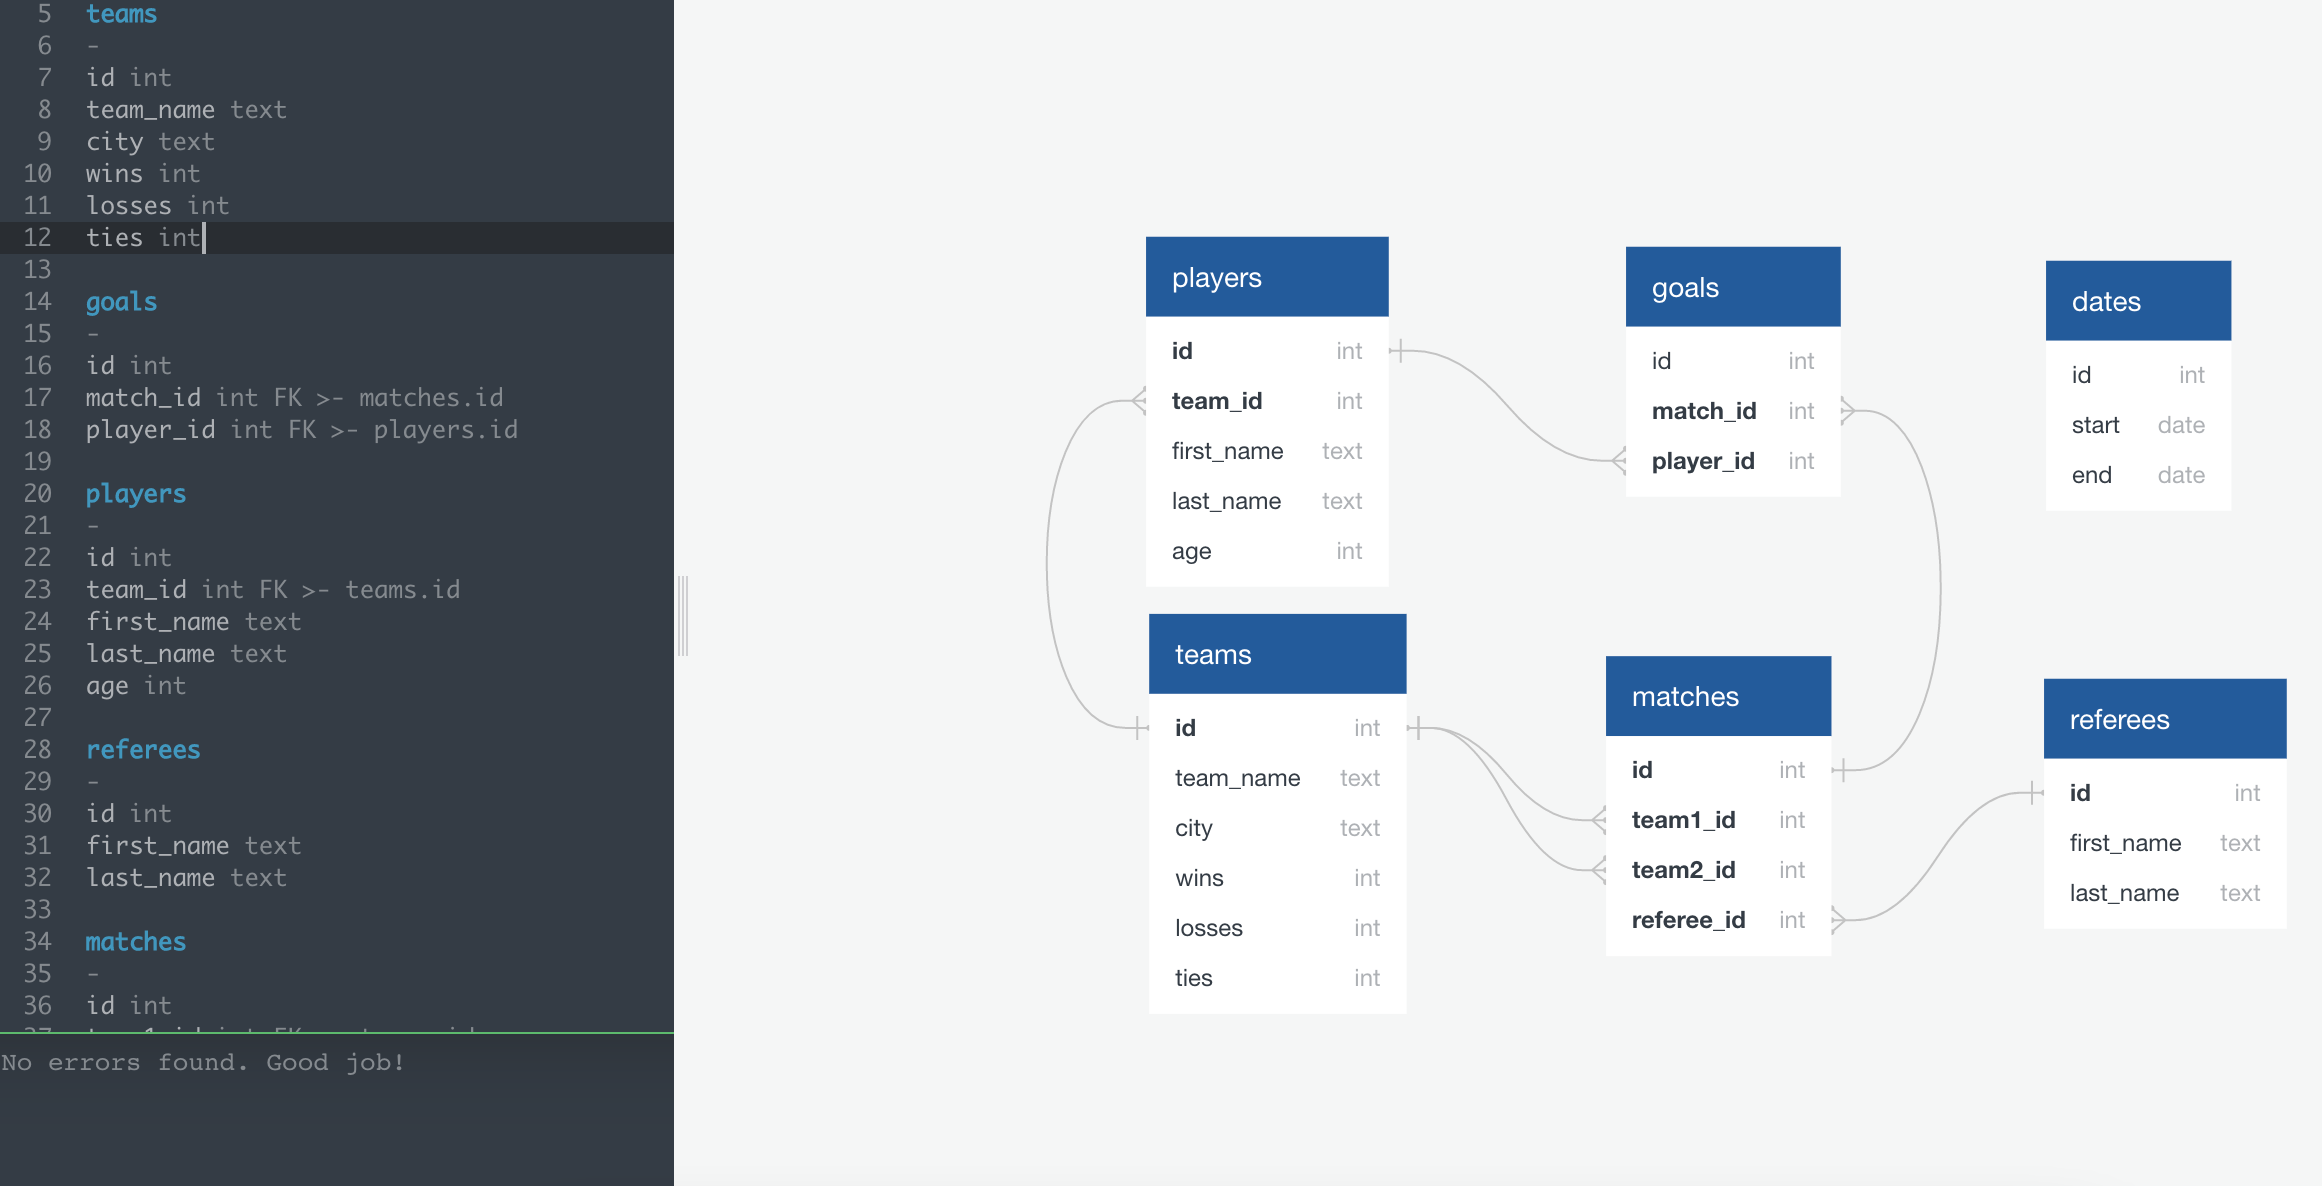 5 teams
6 -
7 id int
8 team_name text
9 city text
10 wins int
11 losses int
12 ties int
13
14 goals
15 -
16 id int
17 match_id int FK >- matches.id
18 player_id int FK >- players.id
19
20 players
21 -
22 id int
23 team_id int FK >- teams.id
24 first_name text
25 last_name text
26 age int
27
28 referees
29 -
30 id int
31 first_name text
32 last_name text
33
34 matches
35 -
36 id int
No errors found. Good job!
players
id int
team_id int
first_name text
last_name text
age int
goals
id int
match_id int
player_id int
dates
id int
start date
end date
teams
id int
team_name text
city text
wins int
losses int
ties int
matches
id int
team1_id int
team2_id int
referee_id int
referees
id int
first_name text
last_name text